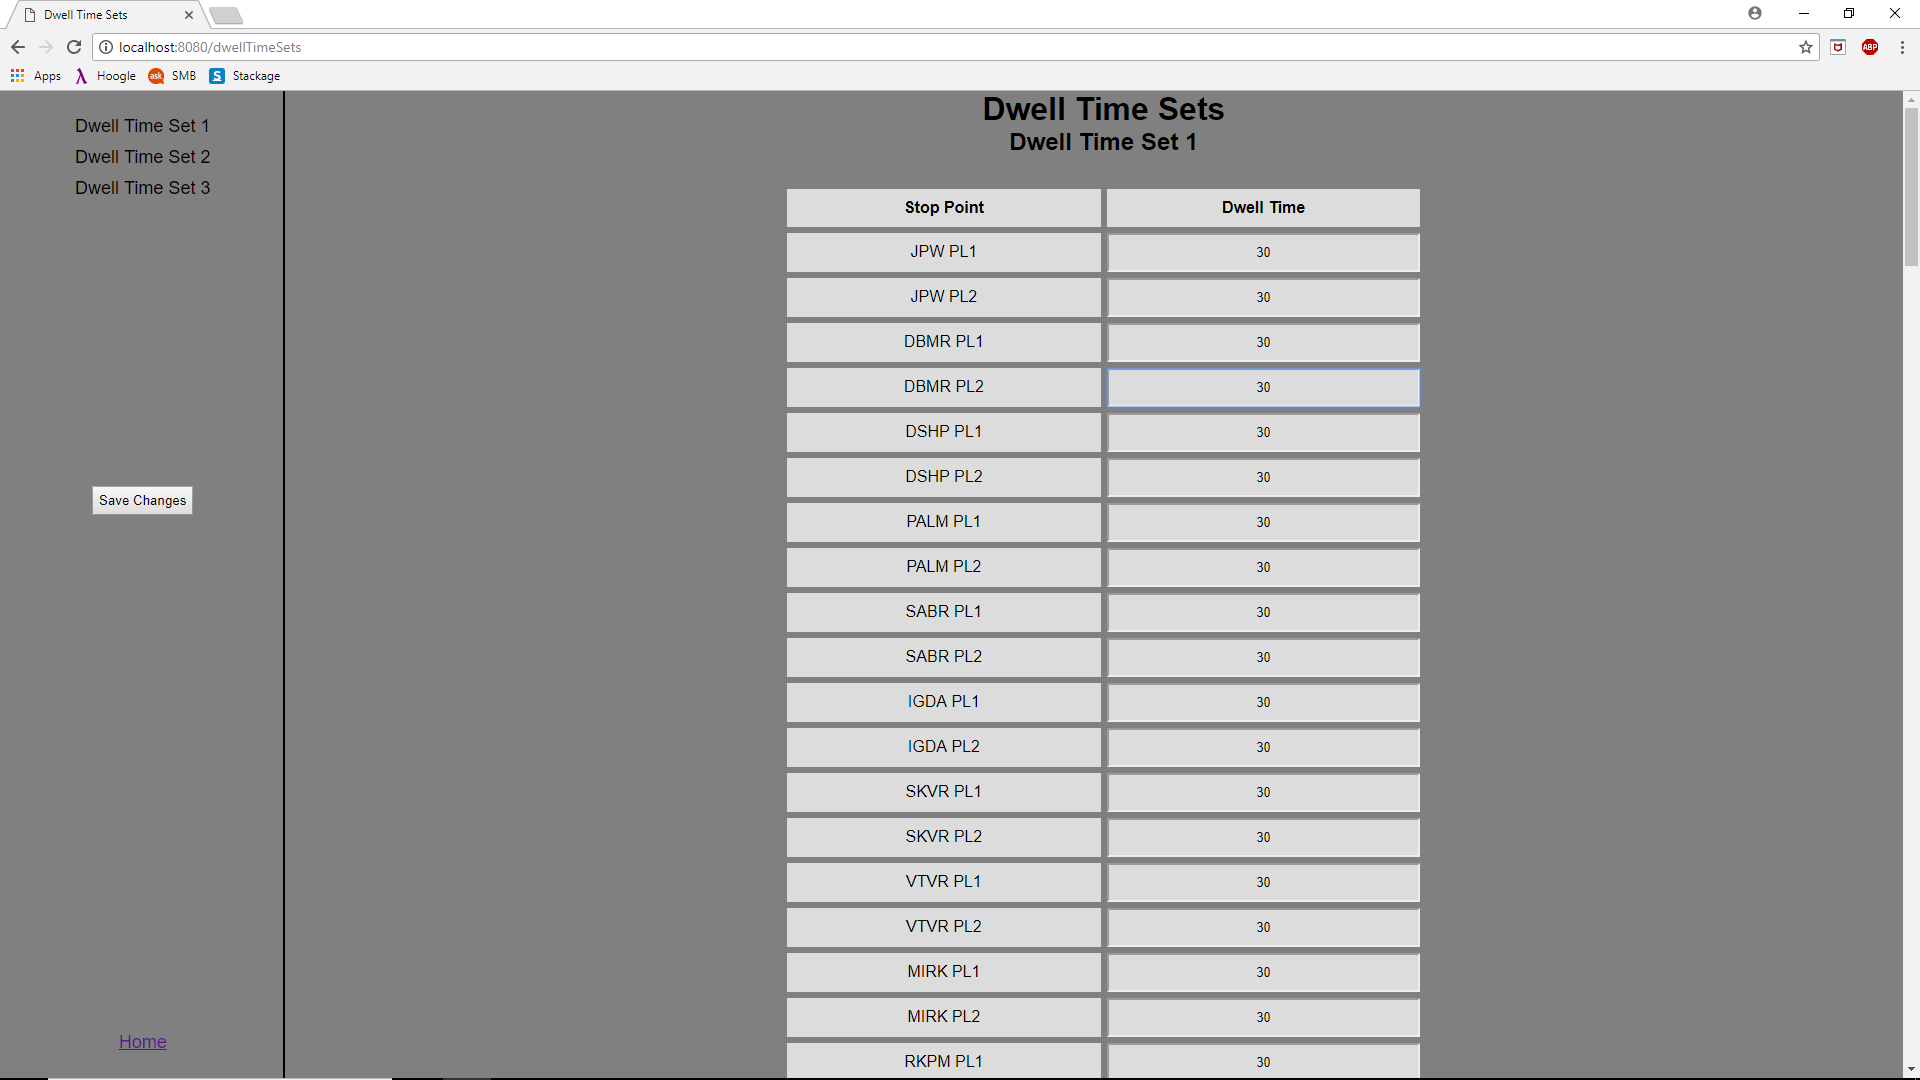 Dwell Time Sets
localhost:8080/dwellTimeSets
ABP
Apps Hoogle ask SMB S Stackage
Dwell Time Set 1
Dwell Time Set 2
Dwell Time Set 3
Save Changes
Home
Dwell Time Sets
Dwell Time Set 1
Stop Point Dwell Time
JPW PL1 30
JPW PL2 30
DBMR PL1 30
DBMR PL2 30
DSHP PL1 30
DSHP PL2 30
PALM PL1 30
PALM PL2 30
SABR PL1 30
SABR PL2 30
IGDA PL1 30
IGDA PL2 30
SKVR PL1 30
SKVR PL2 30
VTVR PL1 30
VTVR PL2 30
MIRK PL1 30
MIRK PL2 30
RKPM PL1 30